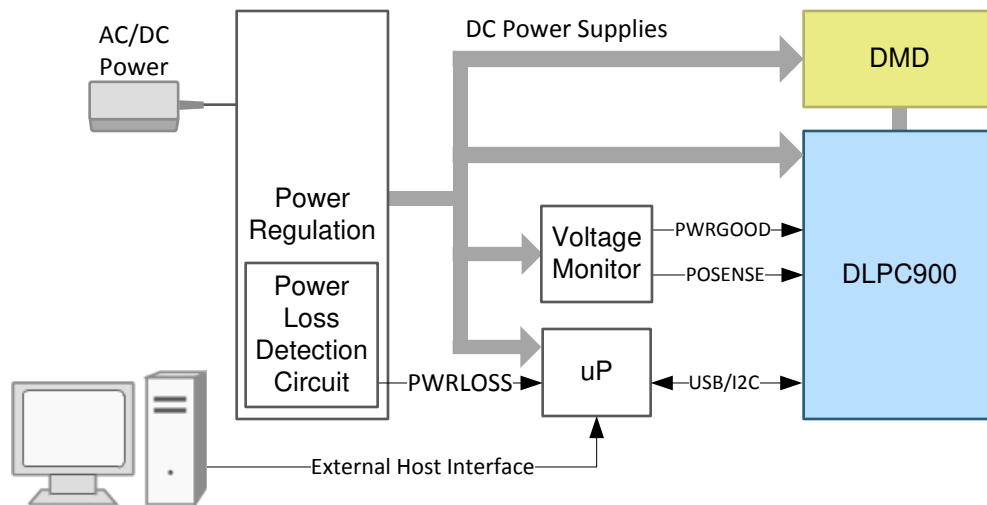 AC/DC
Power
DC Power Supplies
DMD
Power
Regulation
Voltage
Monitor
PWRGOOD
POSENSE
DLPC900
Power
Loss
Detection
Circuit
PWRLOSS
uP
USB/I2C
External Host Interface